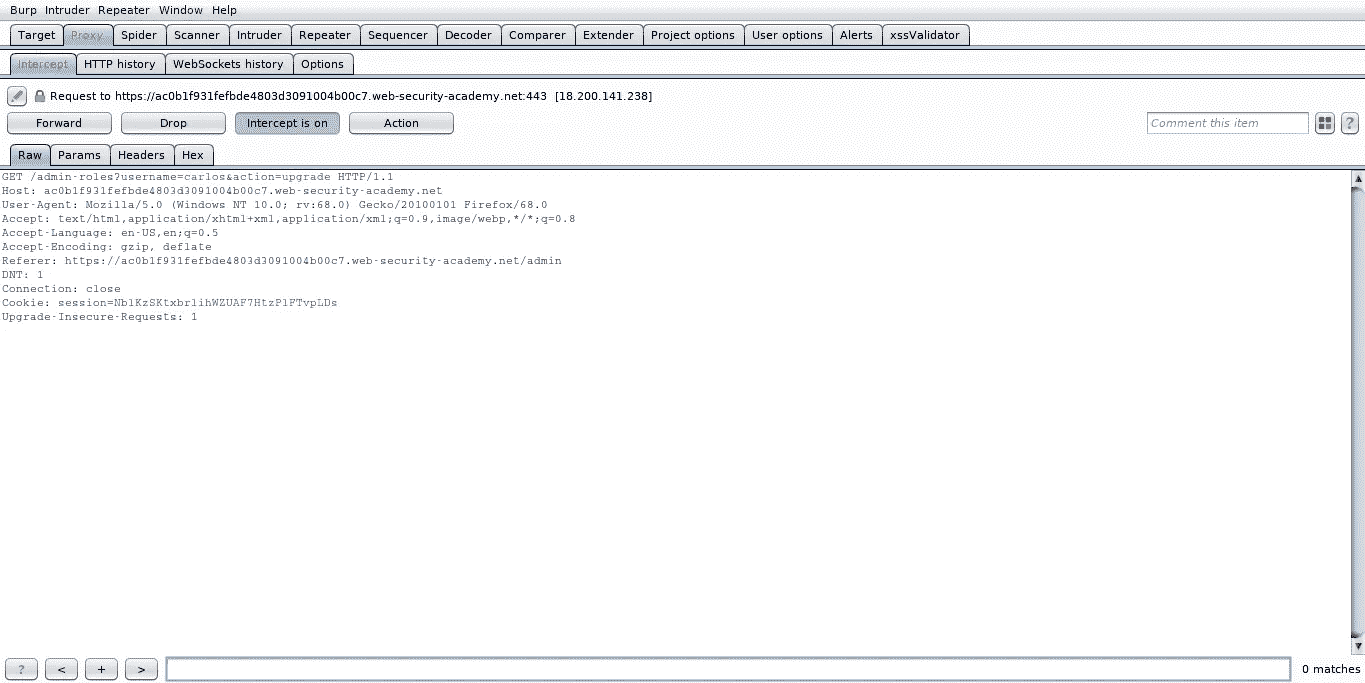 Burp Intruder Repeater Window Help
Target Proxy Spider Scanner Intruder Repeater Sequencer Decoder Comparer Extender Project options User options Alerts xssValidator
Intercept HTTP history WebSockets history Options
Request to https://ac0b1f931fefbde4803d3091004b00c7.web-security-academy.net:443 [18.200.141.238]
Forward Drop Intercept is on Action Comment this item ?
Raw Params Headers Hex
GET /admin-roles?username=carlos&action=upgrade HTTP/1.1
Host: ac0b1f931fefbde4803d3091004b00c7.web-security-academy.net
User-Agent: Mozilla/5.0 (Windows NT 10.0; rv:68.0) Gecko/20100101 Firefox/68.0
Accept: text/html,application/xhtml+xml,application/xml;q=0.9,image/webp,*/*;q=0.8
Accept-Language: en-US,en;q=0.5
Accept-Encoding: gzip, deflate
Referer: https://ac0b1f931fefbde4803d3091004b00c7.web-security-academy.net/admin
DNT: 1
Connection: close
Cookie: session=
Upgrade-Insecure-Requests: 1
? < + > 0 matches